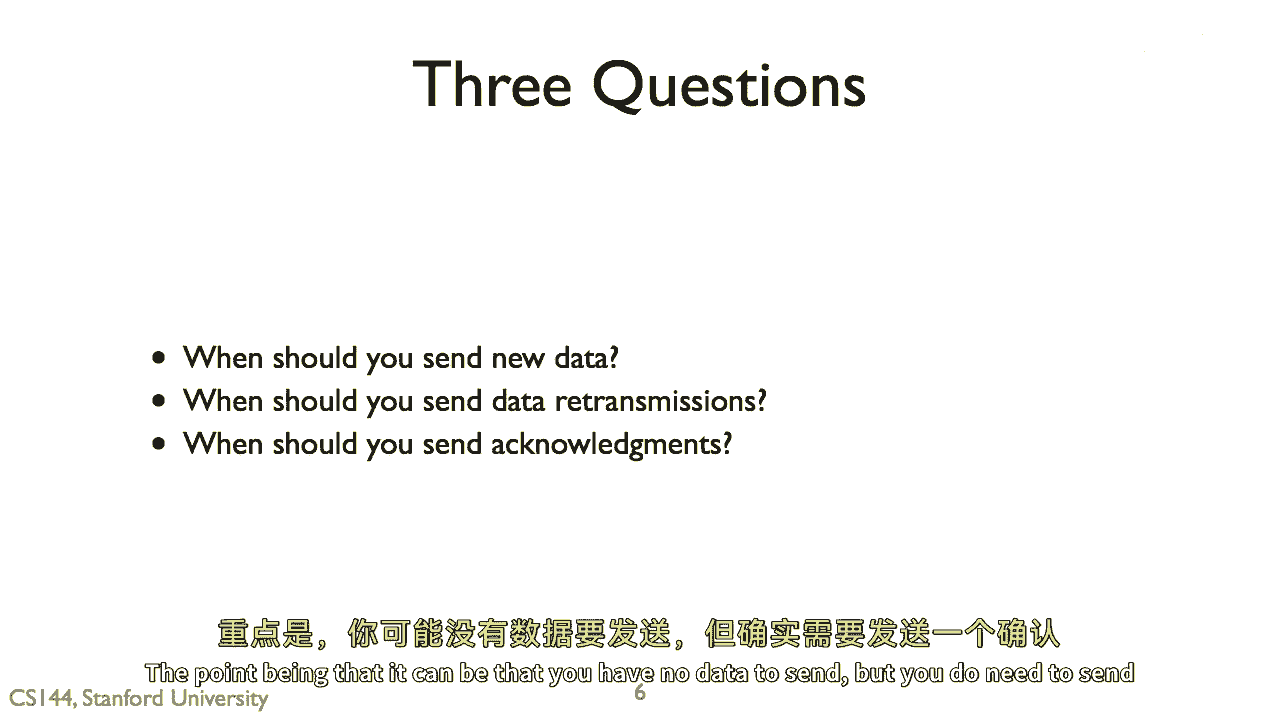 Three Questions
• When should you send new data?
• When should you send data retransmissions?
• When should you send acknowledgments?
重点是，你可能没有数据要发送，但确实需要发送一个确认
The point being that it can be that you have no data to send, but you do need to send
CS144, Stanford University
6